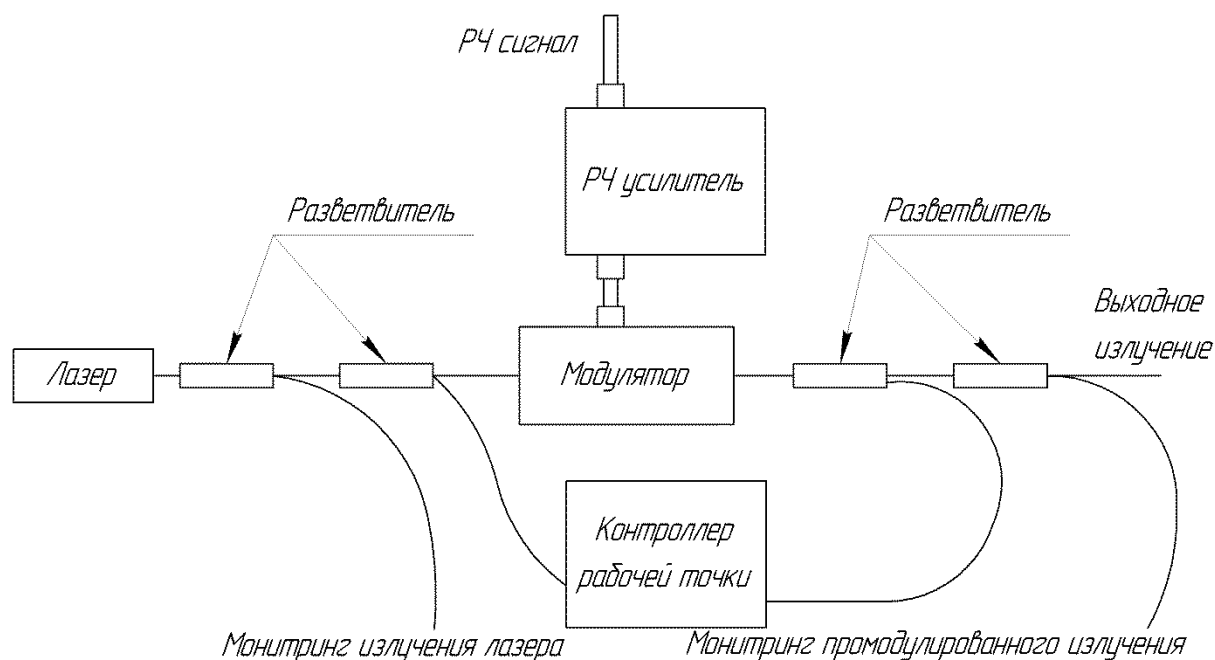 РЧ сигнал
РЧ усилитель
Разветвитель
Разветвитель
Выходное
излучение
Лазер
Модулятор
Контроллер
рабочей точки
Монитринг излучения лазера
Монитринг промодулированного излучения